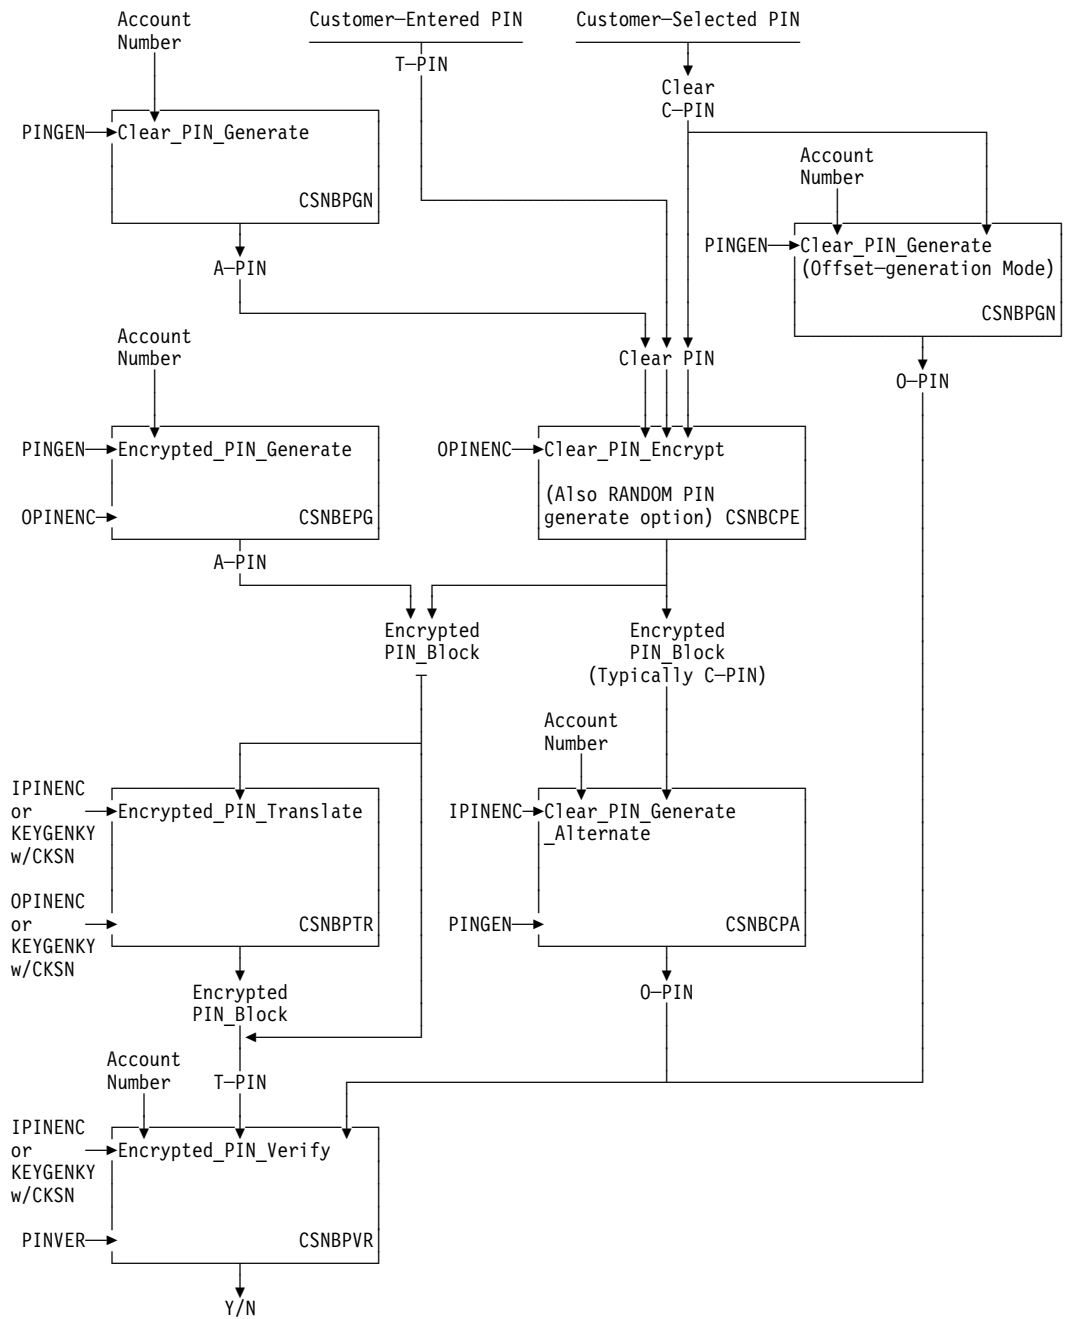 Account Number
Customer—Entered PIN
Customer—Selected PIN
T—PIN
Clear C—PIN
PINGEN
Clear_PIN_Generate
CSNBPGN
Account Number
PINGEN
Clear_PIN_Generate
(Offset—generation Mode)
CSNBPGN
A—PIN
O—PIN
Account Number
Clear PIN
PINGEN
Encrypted_PIN_Generate
OPINENC
CSNBEPG
OPINENC
Clear_PIN_Encrypt
(Also RANDOM PIN
generate option) CSNBCPE
A—PIN
Encrypted
PIN_Block
Encrypted
PIN_Block
(Typically C—PIN)
Account
Number
IPINENC
or
KEYGENKY
w/CKSN
Encrypted_PIN_Translate
OPINENC
or
KEYGENKY
w/CKSN
CSNBPTR
IPINENC
Clear_PIN_Generate
_Alternate
PINGEN
CSNBCPA
Encrypted
PIN_Block
O—PIN
Account
Number
T—PIN
IPINENC
or
KEYGENKY
w/CKSN
Encrypted_PIN_Verify
PINVER
CSNBPVR
Y/N